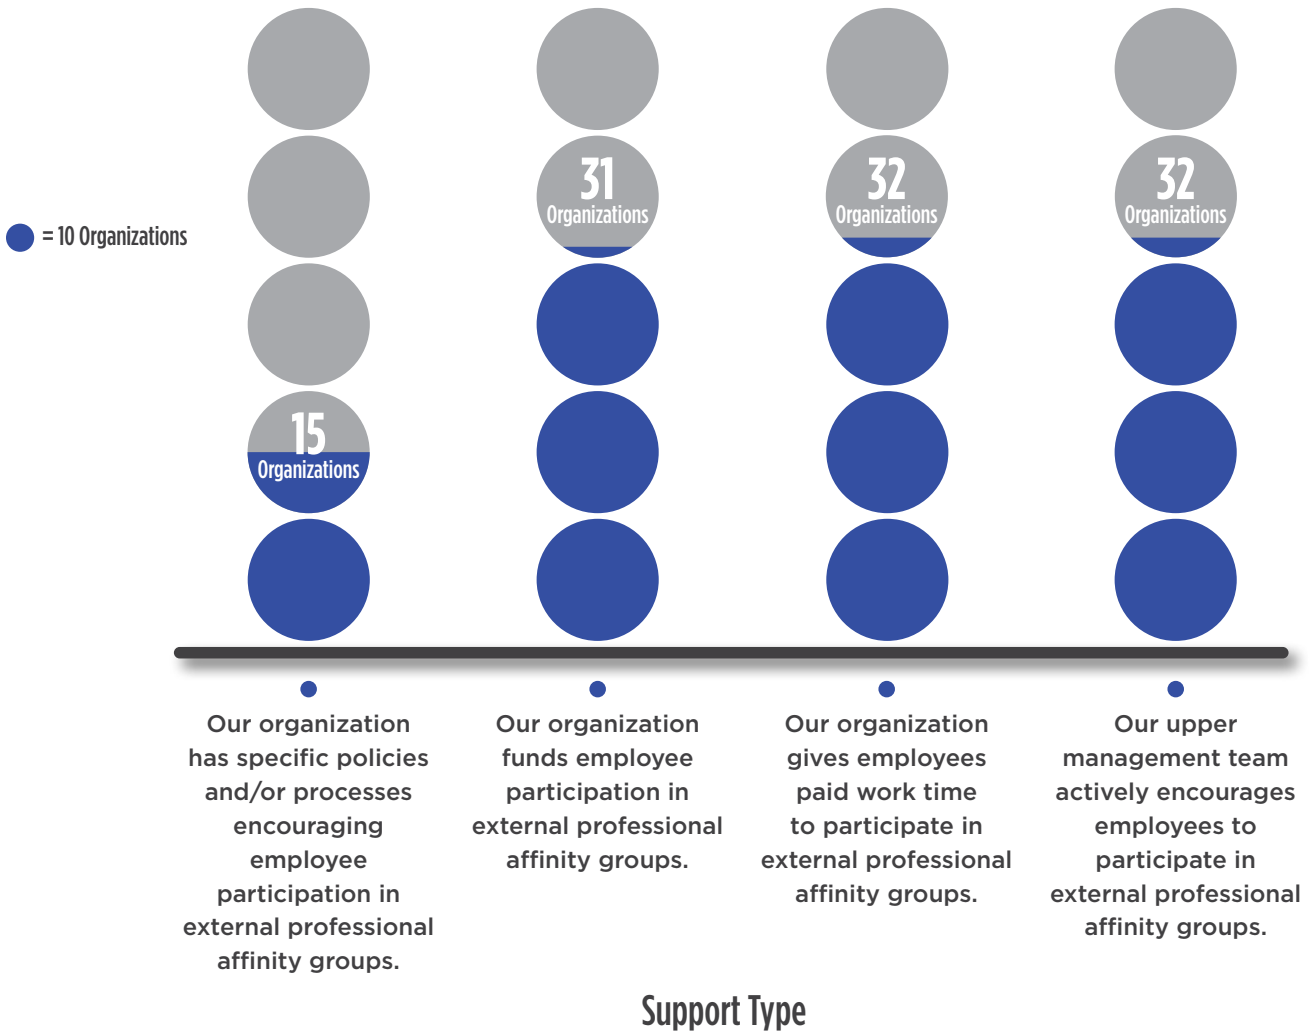 = 10 Organizations
15
Organizations
31
Organizations
32
Organizations
32
Organizations
Our organization
has specific policies
and/or processes
encouraging
employee
participation in
external professional
affinity groups.
Our organization
funds employee
participation in
external professional
affinity groups.
Our organization
gives employees
paid work time
to participate in
external professional
affinity groups.
Our upper
management team
actively encourages
employees to
participate in
external professional
affinity groups.
Support Type